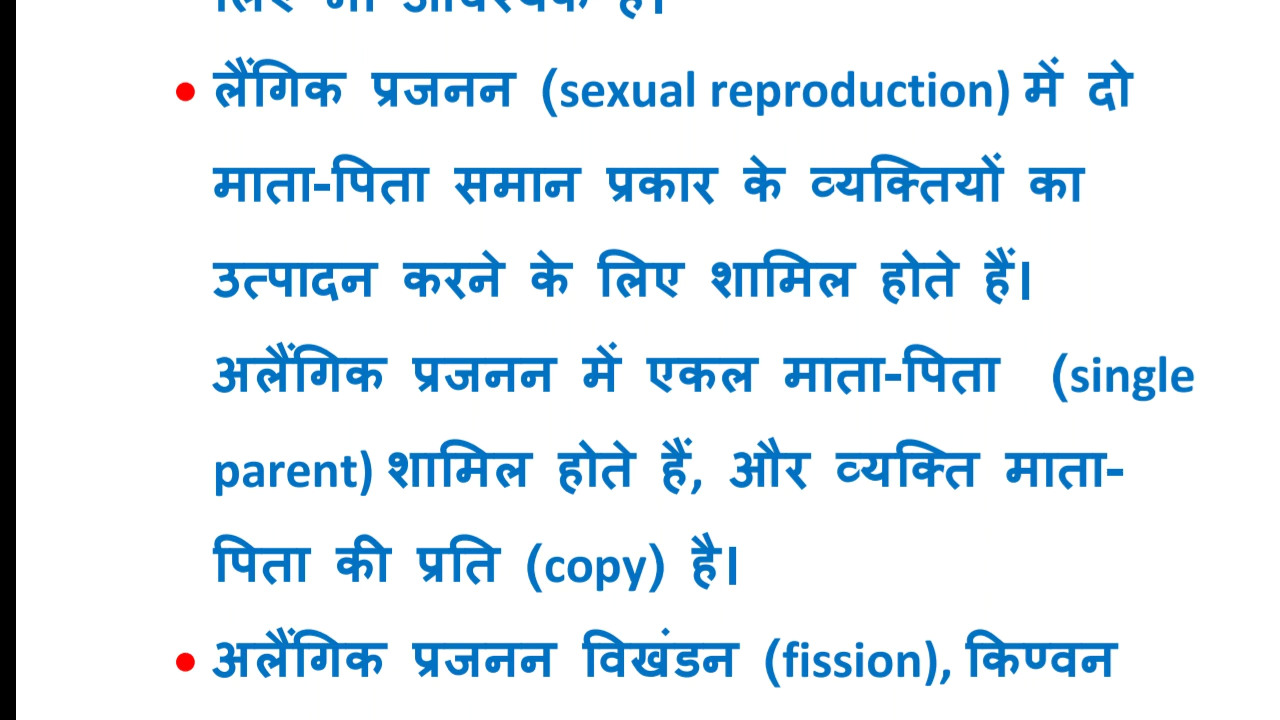 • लैंगिक प्रजनन (sexual reproduction) में दो
माता-पिता समान प्रकार के व्यक्तियों का
उत्पादन करने के लिए शामिल होते हैं।
अलैंगिक प्रजनन में एकल माता-पिता (single
parent) शामिल होते हैं, और व्यक्ति माता-
पिता की प्रति (copy) है।
• अलैंगिक प्रजनन विखंडन (fission), किण्वन